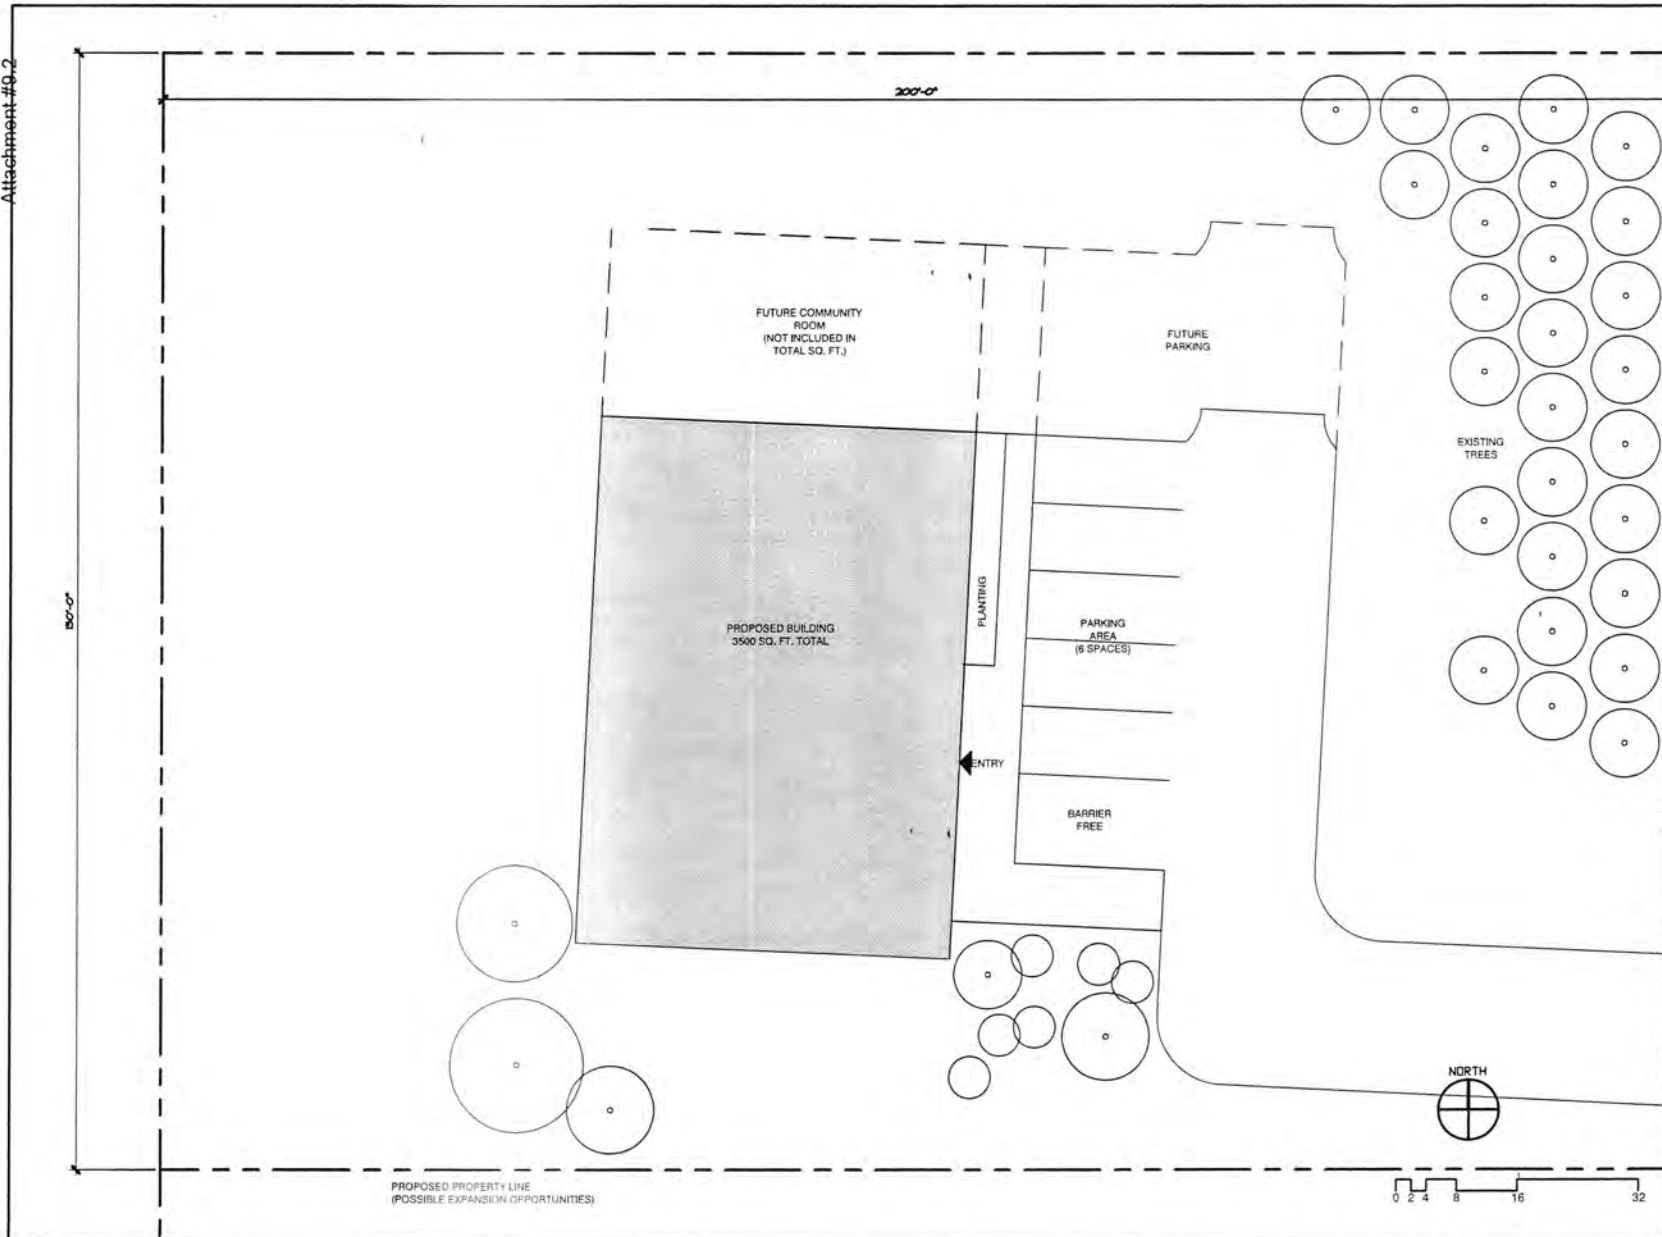 Attachment #9.2
200'-0"
150'-0"
FUTURE COMMUNITY
ROOM
(NOT INCLUDED IN
TOTAL SQ. FT.)
FUTURE
PARKING
EXISTING
TREES
PROPOSED BUILDING
3500 SQ. FT. TOTAL
PLANTING
PARKING
AREA
(6 SPACES)
ENTRY
BARRIER
FREE
NORTH
PROPOSED PROPERTY LINE
(POSSIBLE EXPANSION OPPORTUNITIES)
0 2 4 8 16 32